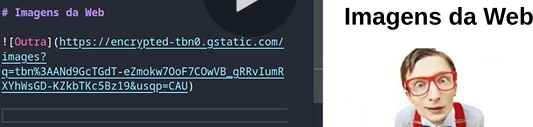 # Imagens da Web
![Outra](https://encrypted-tbn0.gstatic.com/
images?
q=tbn%3AANd9GcTGdT-eZmokw7OoF7COwVB_gRRvIumR
XYhWsGD-KZkbTKc5Bz19&usqp=CAU)
Imagens da Web